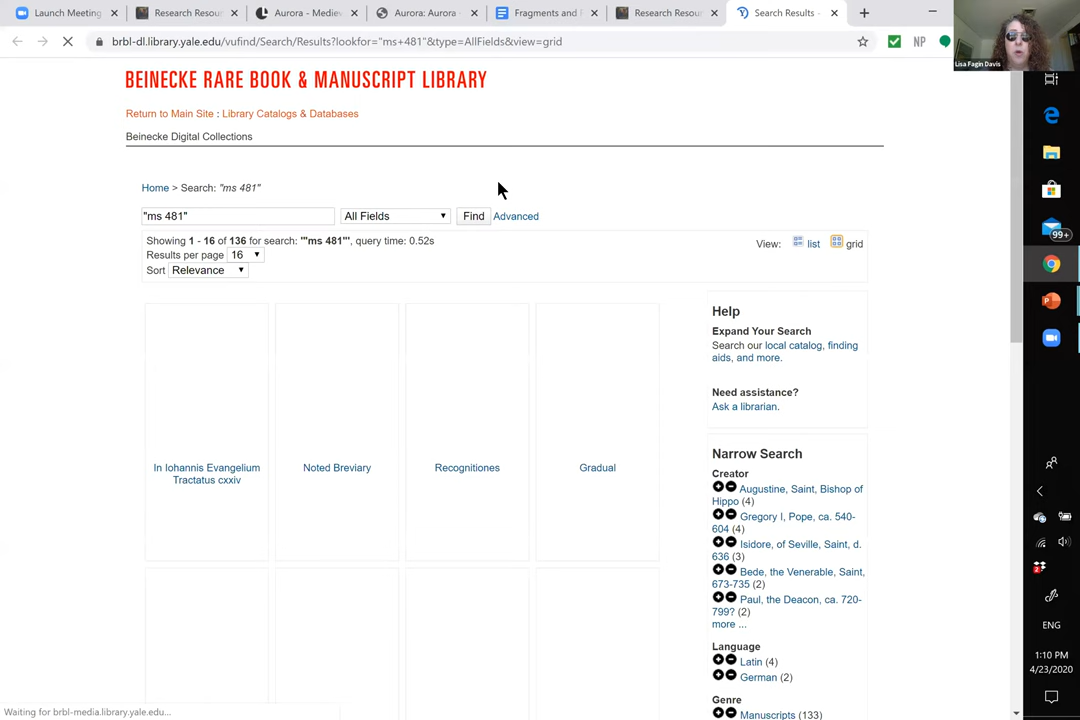 Launch Meeting
Research Resour
Aurora - Mediev
Aurora: Aurora
Fragments and M
Research Resour
Search Results -
brbl-dl.library.yale.edu/vufind/Search/Results?lookfor="ms+481"&type=AllFields&view=grid
NP
Lisa Fagin Davis
BEINECKE RARE BOOK & MANUSCRIPT LIBRARY
Return to Main Site : Library Catalogs & Databases
Beinecke Digital Collections
Home > Search: "ms 481"
"ms 481"
All Fields
Find
Advanced
Showing 1 - 16 of 136 for search: '"ms 481"', query time: 0.52s
Results per page 16
Sort Relevance
View: list grid
In Iohannis Evangelium
Tractatus cxxiv
Noted Breviary
Recognitiones
Gradual
Help
Expand Your Search
Search our local catalog, finding
aids, and more.
Need assistance?
Ask a librarian.
Narrow Search
Creator
Augustine, Saint, Bishop of
Hippo (4)
Gregory I, Pope, ca. 540-
604 (4)
Isidore, of Seville, Saint, d.
636 (3)
Bede, the Venerable, Saint,
673-735 (2)
Paul, the Deacon, ca. 720-
799? (2)
more ...
Language
Latin (4)
German (2)
Genre
Manuscripts (133)
Waiting for brbl-media.library.yale.edu...
99+
2
ENG
1:10 PM
4/23/2020